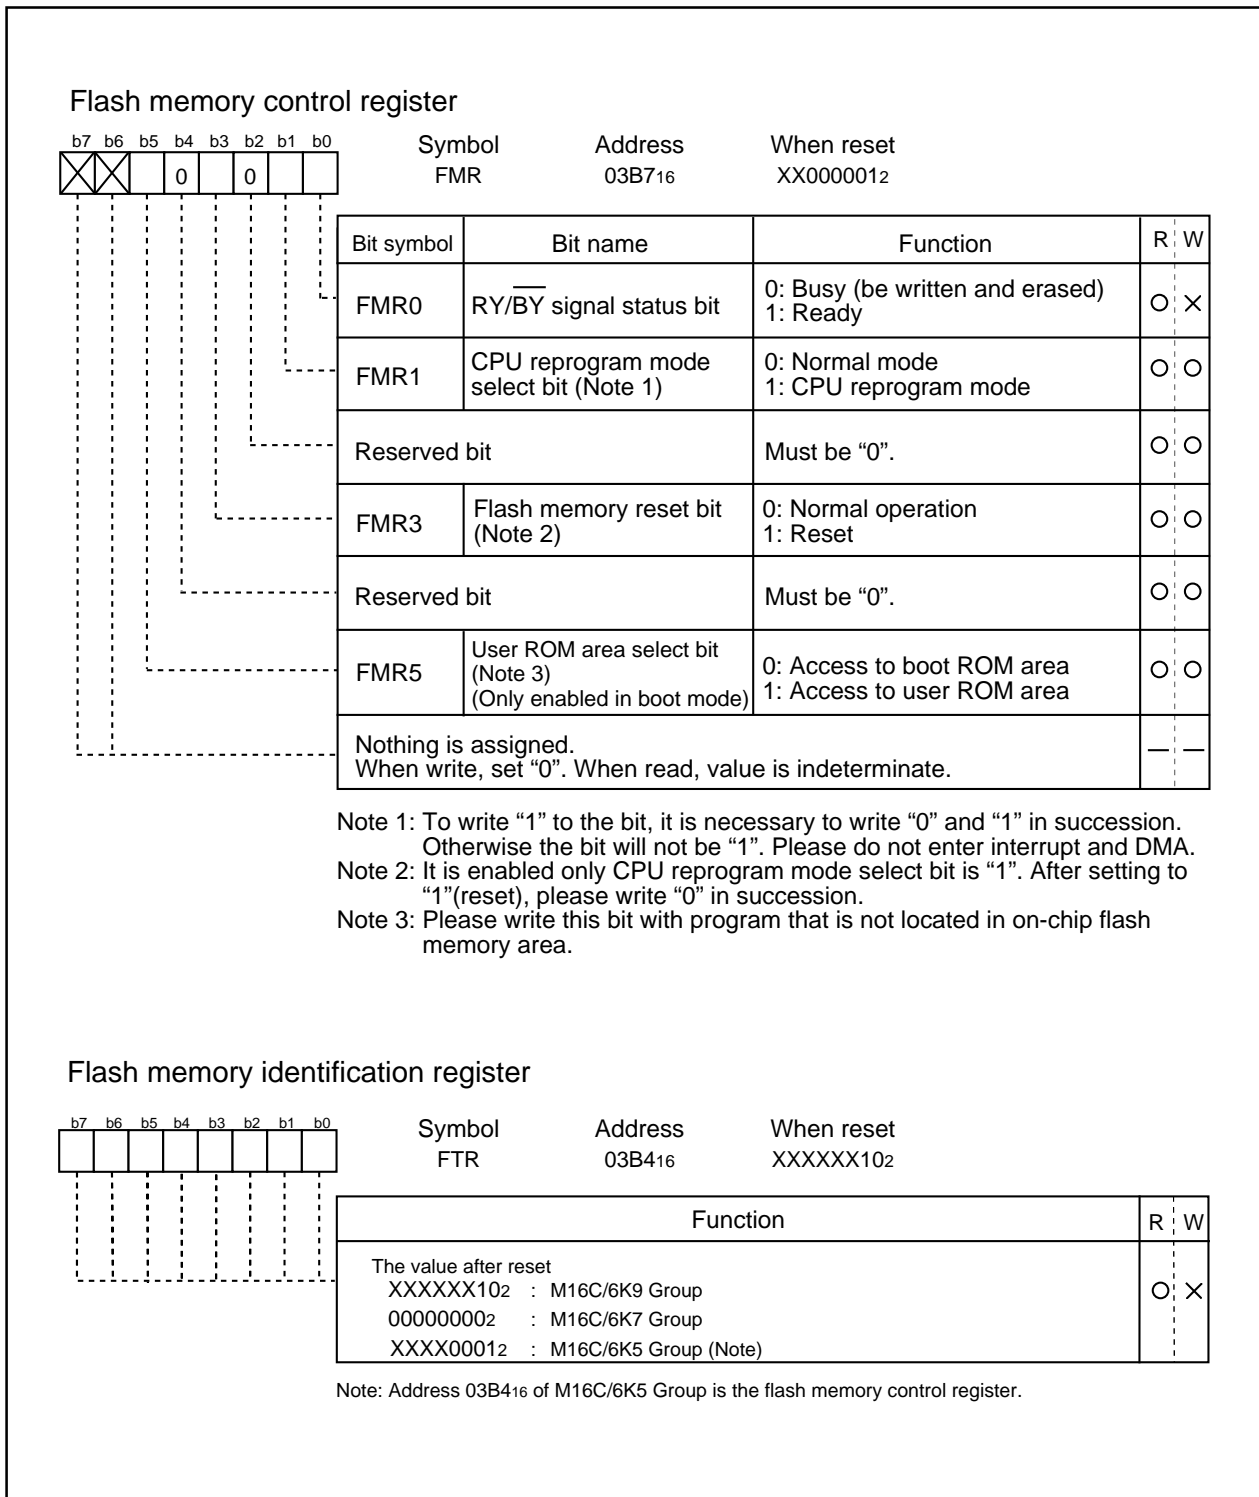 Flash memory control register
b7 b6 b5 b4 b3 b2 b1 b0 Symbol Address When reset
0 0 FMR 03B716 XX0000012
Bit symbol Bit name Function R W
FMR0 RY/BY signal status bit 0: Busy (be written and erased)
1: Ready
FMR1 CPU reprogram mode
select bit (Note 1) 0: Normal mode
1: CPU reprogram mode
Reserved bit Must be “0”.
FMR3 Flash memory reset bit
(Note 2) 0: Normal operation
1: Reset
Reserved bit Must be “0”.
FMR5 User ROM area select bit
(Note 3)
(Only enabled in boot mode) 0: Access to boot ROM area
1: Access to user ROM area
Nothing is assigned.
When write, set “0”. When read, value is indeterminate.
Note 1: To write “1” to the bit, it is necessary to write “0” and “1” in succession.
Otherwise the bit will not be “1”. Please do not enter interrupt and DMA.
Note 2: It is enabled only CPU reprogram mode select bit is “1”. After setting to
“1”(reset), please write “0” in succession.
Note 3: Please write this bit with program that is not located in on-chip flash
memory area.
Flash memory identification register
b7 b6 b5 b4 b3 b2 b1 b0 Symbol Address When reset
FTR 03B416 XXXXXX102
Function R W
The value after reset
XXXXXX102 : M16C/6K9 Group
000000002 : M16C/6K7 Group
XXXX00012 : M16C/6K5 Group (Note)
Note: Address 03B416 of M16C/6K5 Group is the flash memory control register.